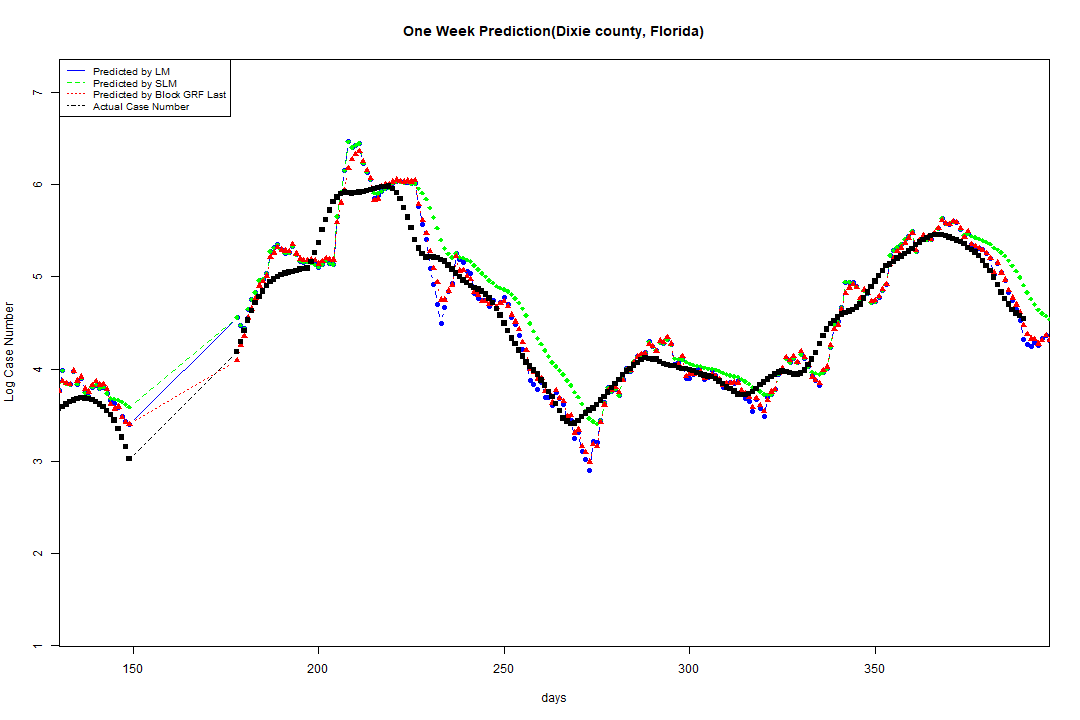 One Week Prediction(Dixie county, Florida)
Predicted by LM
Predicted by SLM
Predicted by Block GRF Last
Actual Case Number
7
6
5
4
3
2
1
Log Case Number
150
200
250
300
350
days